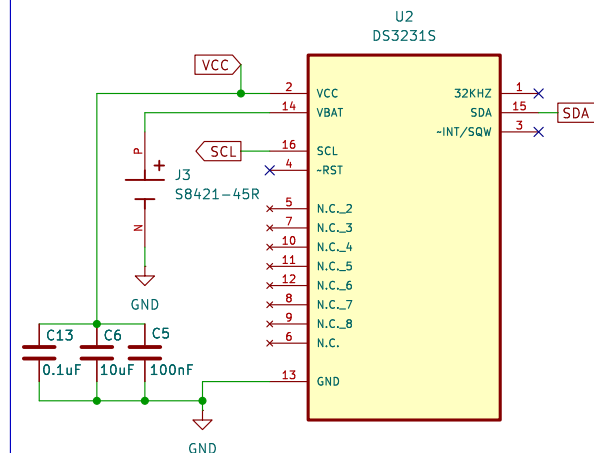 U2
DS3231S
VCC
2 VCC 32KHZ 1
14 VBAT SDA 15 SDA
~INT/SQW 3
P
SCL 16 SCL
4 ~RST
+
J3
S8421-45R
5 N.C._2
7 N.C._3
N
10 N.C._4
11 N.C._5
12 N.C._6
GND
8 N.C._7
9 N.C._8
6 N.C.
C13 C6 C5
0.1uF 10uF 100nF
13 GND
GND